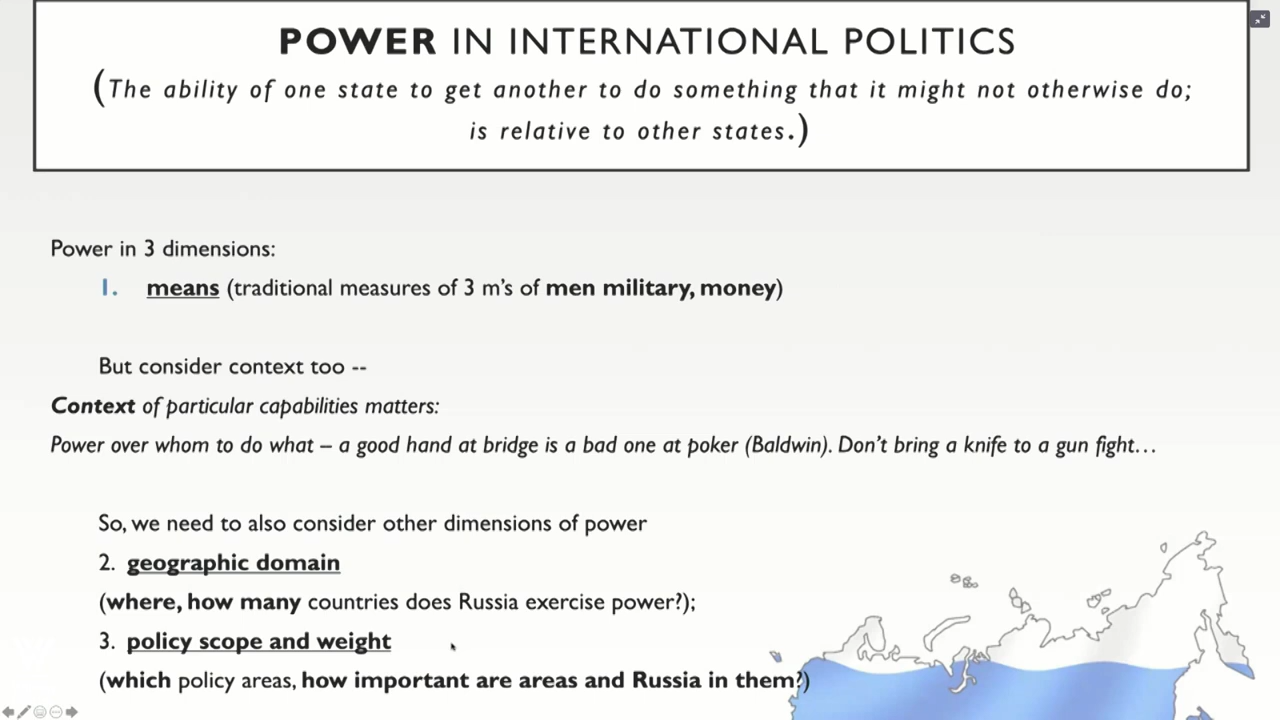 POWER IN INTERNATIONAL POLITICS
(The ability of one state to get another to do something that it might not otherwise do;
is relative to other states.)
Power in 3 dimensions:
1. means (traditional measures of 3 m's of men military, money)
But consider context too --
Context of particular capabilities matters:
Power over whom to do what – a good hand at bridge is a bad one at poker (Baldwin). Don't bring a knife to a gun fight…
So, we need to also consider other dimensions of power
2. geographic domain
(where, how many countries does Russia exercise power?);
3. policy scope and weight
(which policy areas, how important are areas and Russia in them?)